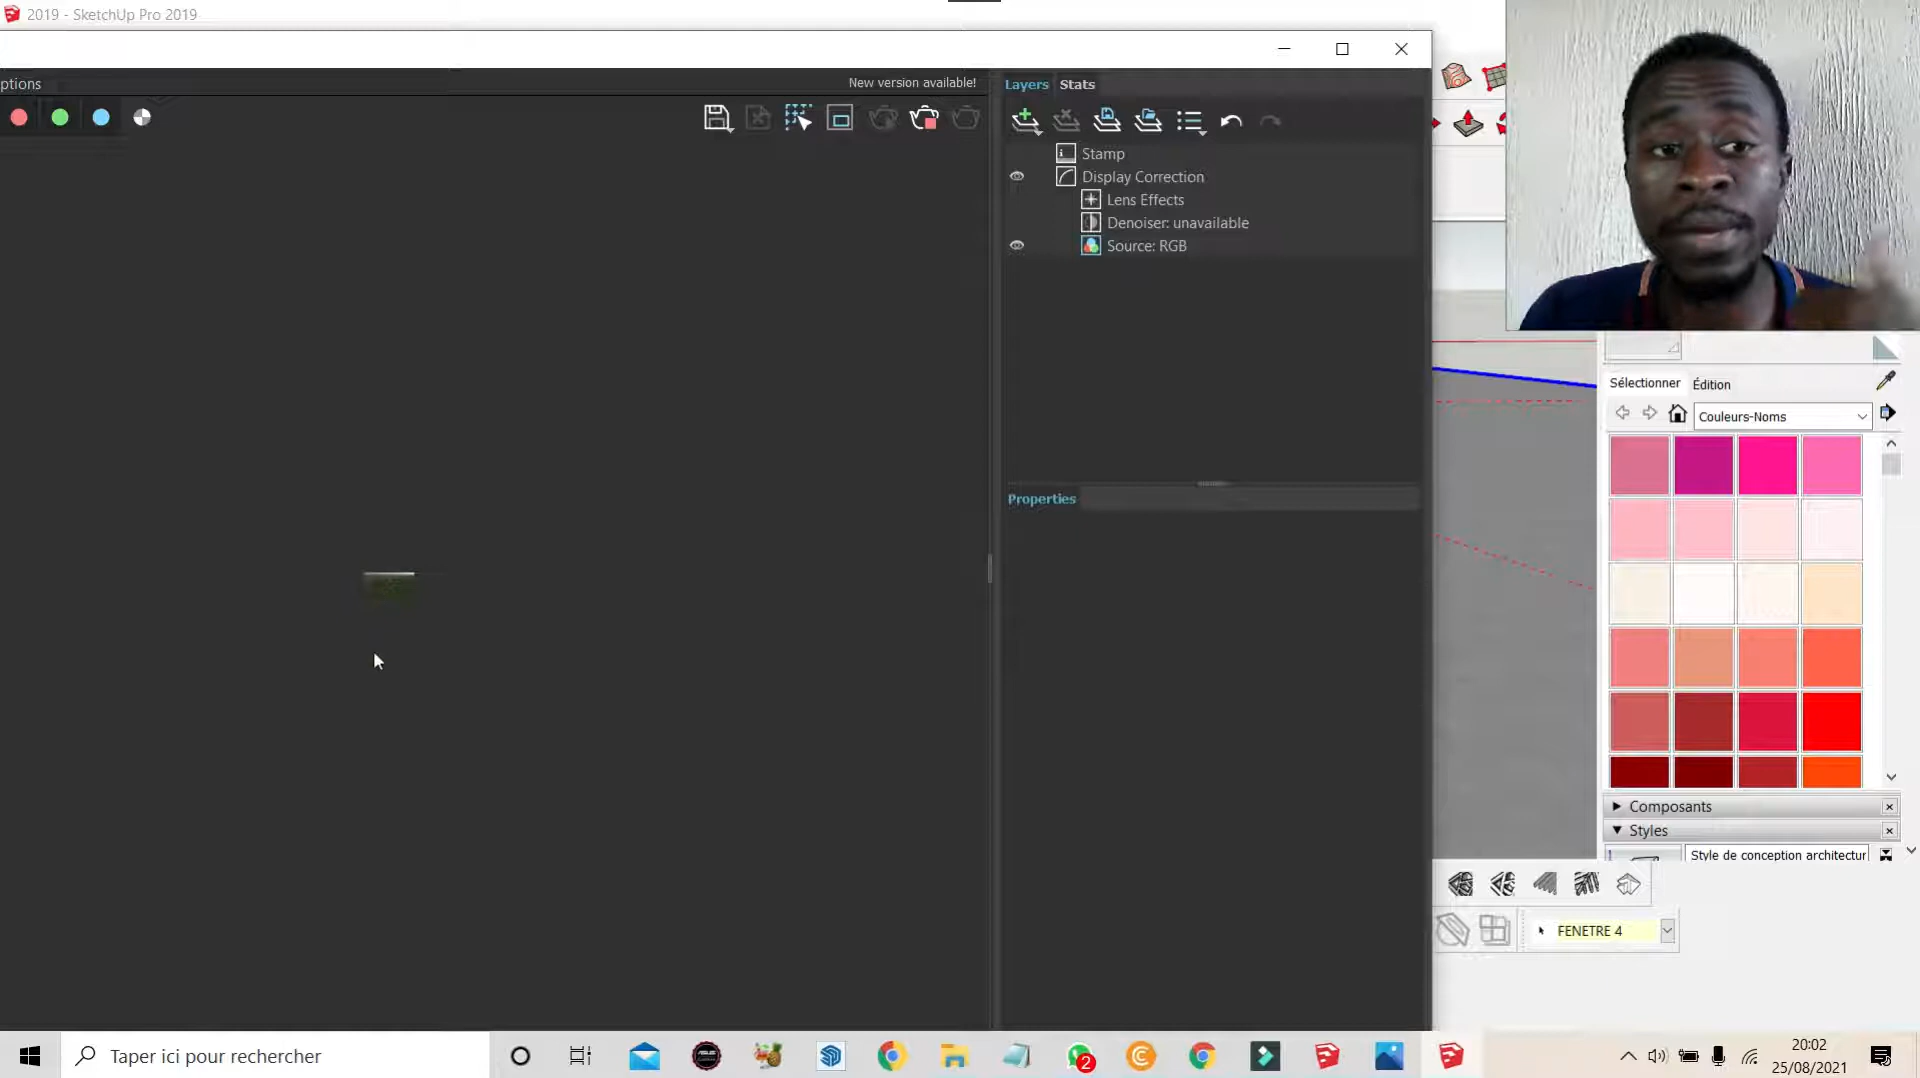 2019 - SketchUp Pro 2019
ptions
New version available!
Layers Stats
Stamp
Display Correction
Lens Effects
Denoiser: unavailable
Source: RGB
Properties
Sélectionner Édition
Couleurs-Noms
Composants
Styles
Style de conception architectur
FENETRE 4
Taper ici pour rechercher
2
20:02
25/08/2021